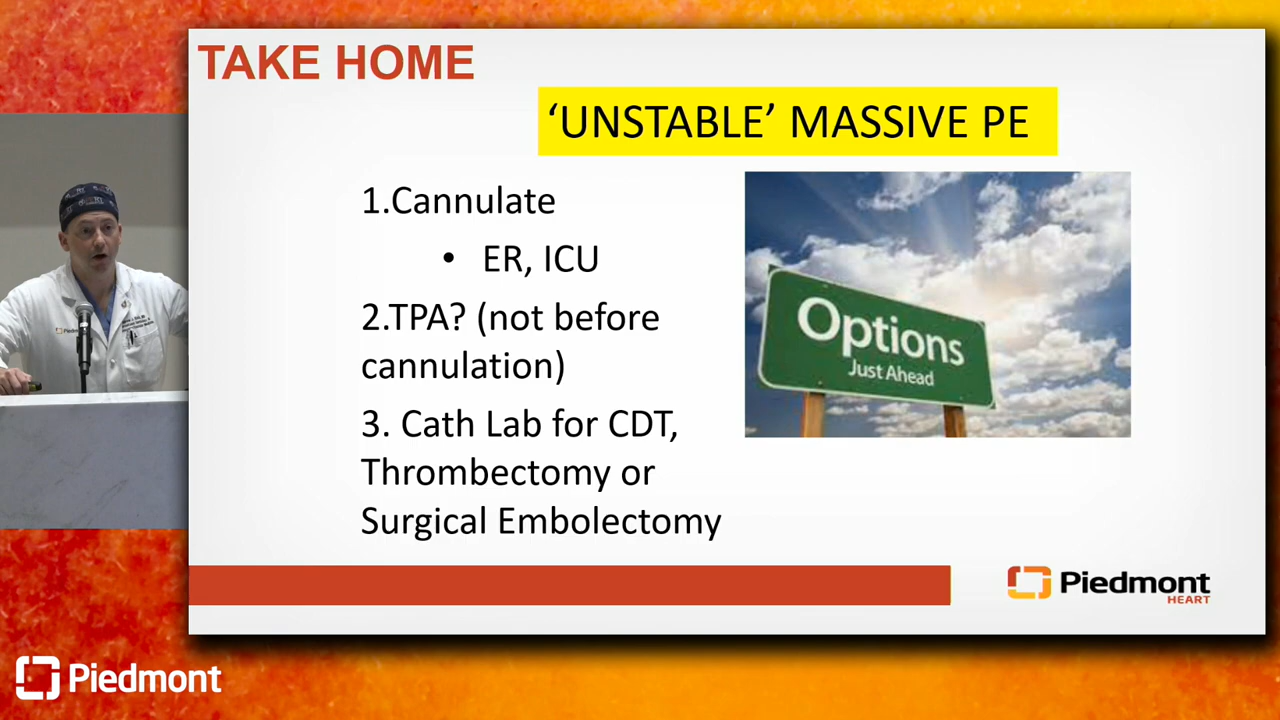 TAKE HOME
‘UNSTABLE’ MASSIVE PE
1.Cannulate
• ER, ICU
2.TPA? (not before
cannulation)
3. Cath Lab for CDT,
Thrombectomy or
Surgical Embolectomy
Options
Just Ahead
Piedmont
HEART
Piedmont